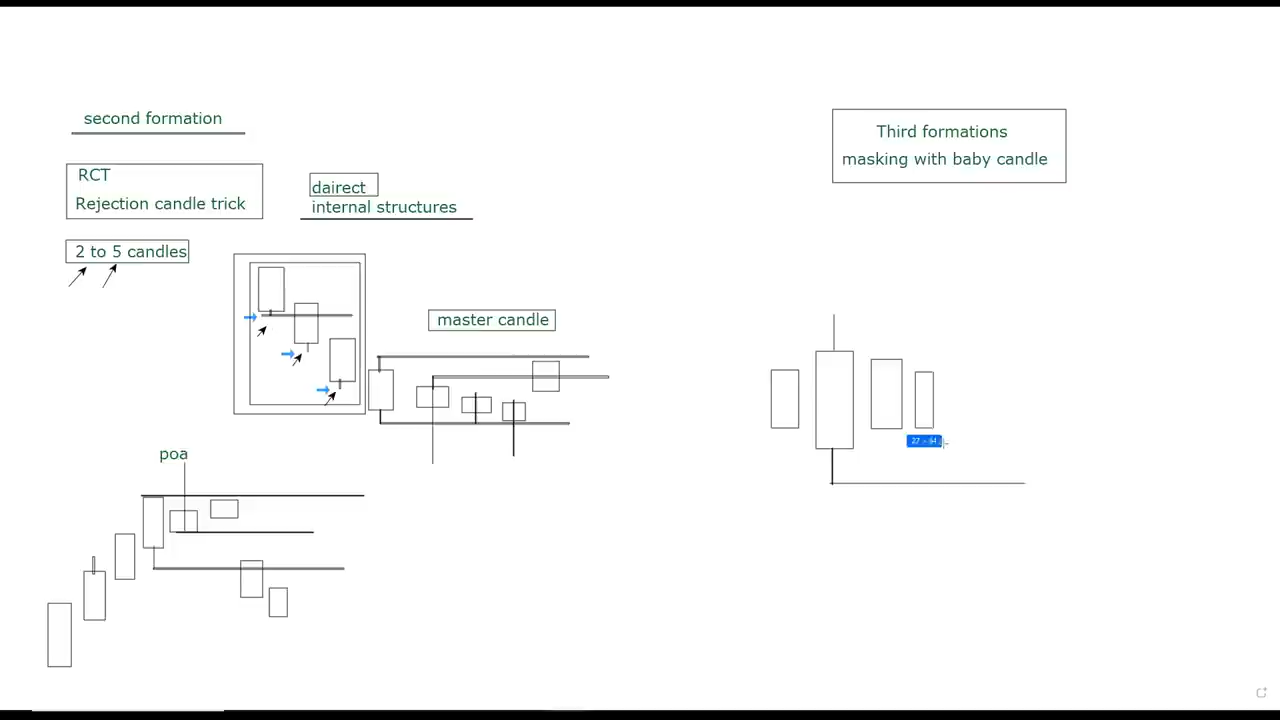 second formation
RCT
Rejection candle trick
2 to 5 candles
dairect
internal structures
master candle
poa
Third formations
masking with baby candle